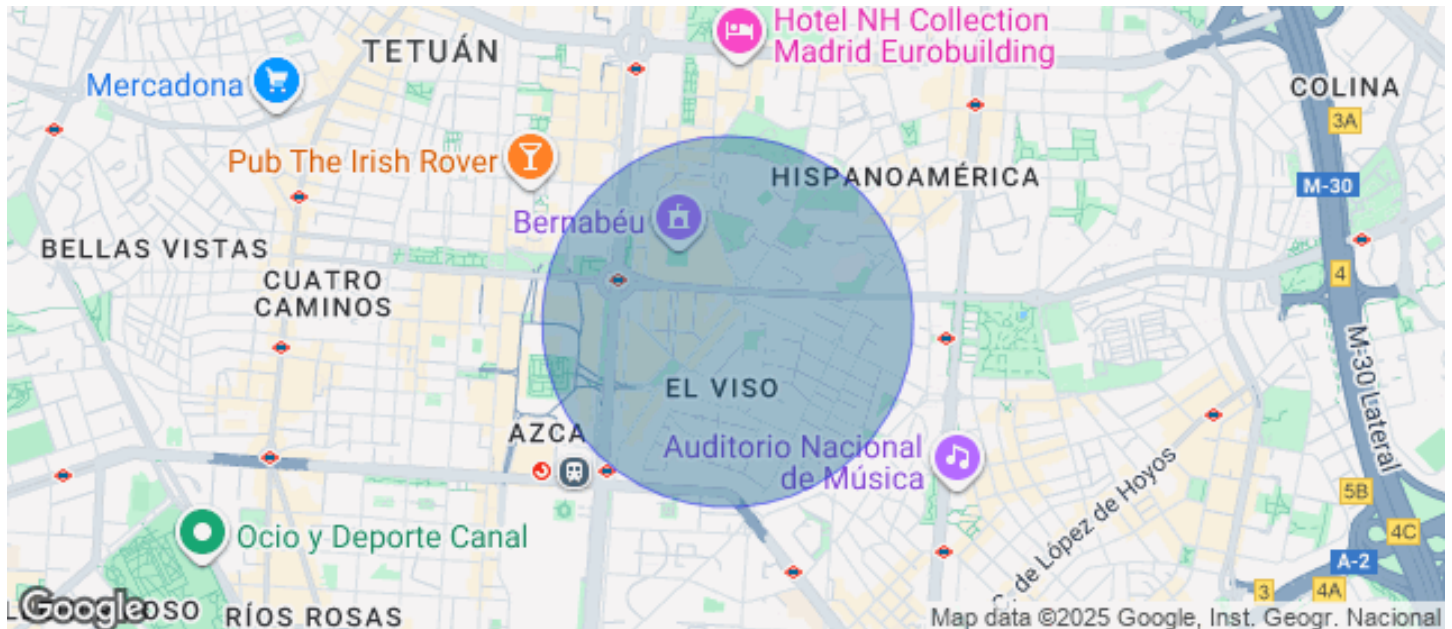 Hotel NH Collection
Madrid Eurobuilding
TETUÁN
Mercadona
COLINA
3A
Pub The Irish Rover
HISPANOAMÉRICA
M-30
Bernabéu
BELLAS VISTAS
CUATRO
CAMINOS
4
M-30 Lateral
EL VISO
AZCA
Auditorio Nacional
de Música
C. de López de Hoyos
5B
4C
Ocio y Deporte Canal
A-2
3
4A
Google
OSO
RÍOS ROSAS
Map data ©2025 Google, Inst. Geogr. Nacional